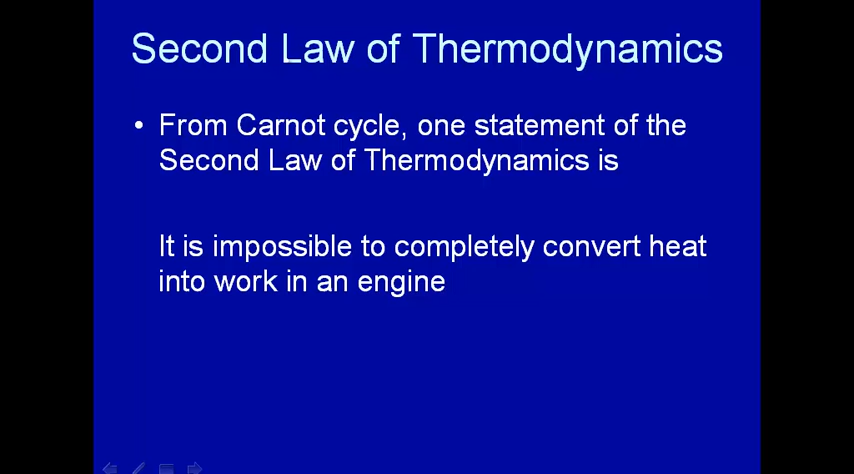 Second Law of Thermodynamics
• From Carnot cycle, one statement of the
Second Law of Thermodynamics is
It is impossible to completely convert heat
into work in an engine